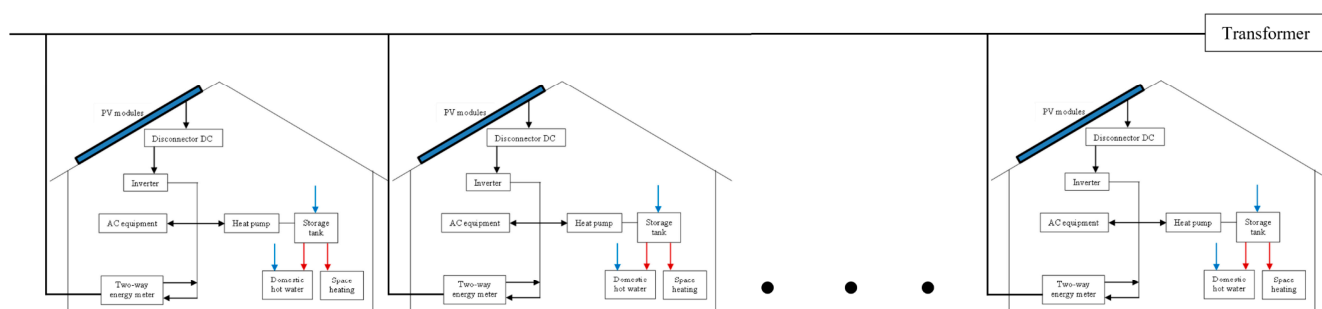 Transformer
PV modules
Disconnector DC
Inverter
AC equipment
Heat pump
Storage
tank
Two-way
energy meter
Domestic
hot water
Space
heating
PV modules
Disconnector DC
Inverter
AC equipment
Heat pump
Storage
tank
Two-way
energy meter
Domestic
hot water
Space
heating
PV modules
Disconnector DC
Inverter
AC equipment
Heat pump
Storage
tank
Two-way
energy meter
Domestic
hot water
Space
heating